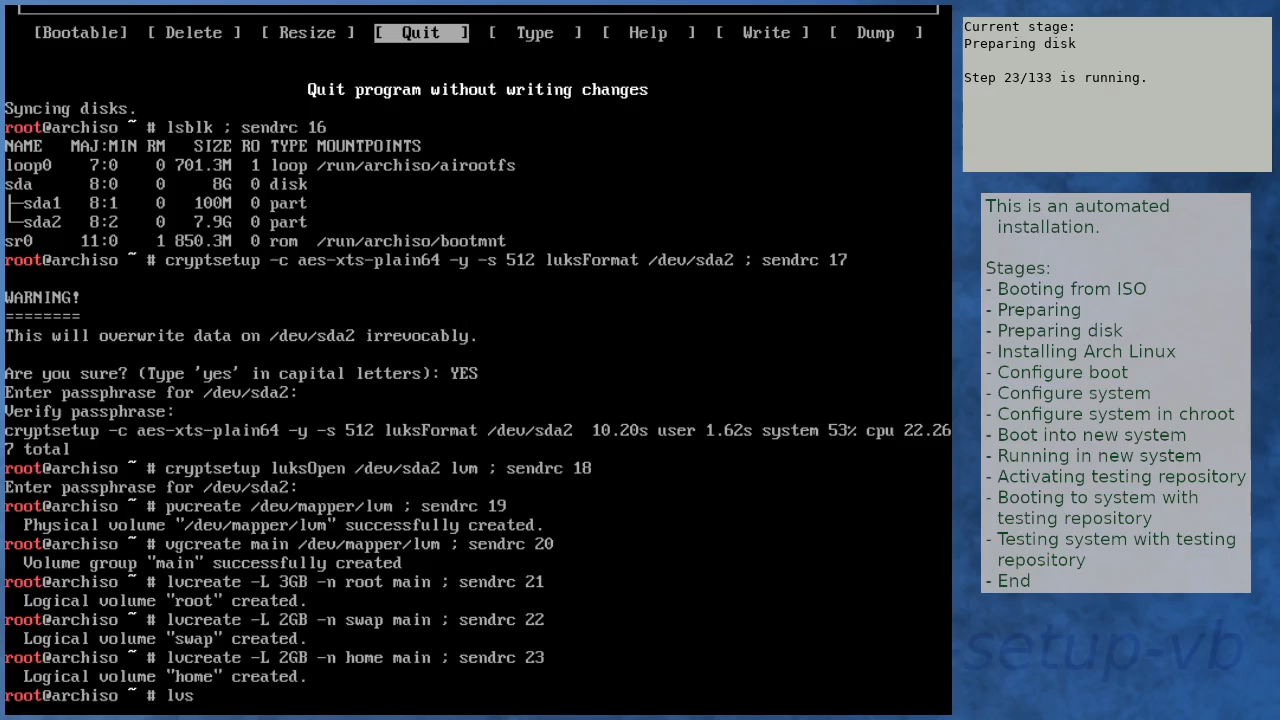 [Bootable] [ Delete ] [ Resize ] [ Quit ] [ Type ] [ Help ] [ Write ] [ Dump ]
Quit program without writing changes
Syncing disks.
root@archiso ~ # lsblk ; sendrc 16
NAME   MAJ:MIN RM   SIZE RO TYPE MOUNTPOINTS
loop0    7:0    0 701.3M  1 loop /run/archiso/airootfs
sda      8:0    0     8G  0 disk
├─sda1   8:1    0   100M  0 part
└─sda2   8:2    0   7.9G  0 part
sr0     11:0    1 850.3M  0 rom  /run/archiso/bootmnt
root@archiso ~ # cryptsetup -c aes-xts-plain64 -y -s 512 luksFormat /dev/sda2 ; sendrc 17
WARNING!
========
This will overwrite data on /dev/sda2 irrevocably.
Are you sure? (Type 'yes' in capital letters): YES
Enter passphrase for /dev/sda2:
Verify passphrase:
cryptsetup -c aes-xts-plain64 -y -s 512 luksFormat /dev/sda2  10.20s user 1.62s system 53% cpu 22.26
7 total
root@archiso ~ # cryptsetup luksOpen /dev/sda2 lvm ; sendrc 18
Enter passphrase for /dev/sda2:
root@archiso ~ # pvcreate /dev/mapper/lvm ; sendrc 19
Physical volume "/dev/mapper/lvm" successfully created.
root@archiso ~ # vgcreate main /dev/mapper/lvm ; sendrc 20
Volume group "main" successfully created
root@archiso ~ # lvcreate -L 3GB -n root main ; sendrc 21
Logical volume "root" created.
root@archiso ~ # lvcreate -L 2GB -n swap main ; sendrc 22
Logical volume "swap" created.
root@archiso ~ # lvcreate -L 2GB -n home main ; sendrc 23
Logical volume "home" created.
root@archiso ~ # lvs
Current stage:
Preparing disk
Step 23/133 is running.
This is an automated
installation.
Stages:
- Booting from ISO
- Preparing
- Preparing disk
- Installing Arch Linux
- Configure boot
- Configure system
- Configure system in chroot
- Boot into new system
- Running in new system
- Activating testing repository
- Booting to system with
testing repository
- Testing system with testing
repository
- End
-setup-vb